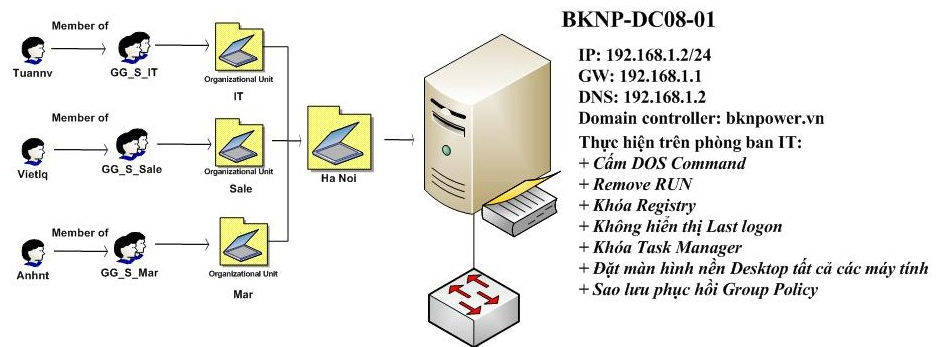 BKNP-DC08-01
IP: 192.168.1.2/24
GW: 192.168.1.1
DNS: 192.168.1.2
Domain controller: bknpower.vn
Thực hiện trên phòng ban IT:
+ Cấm DOS Command
+ Remove RUN
+ Khóa Registry
+ Không hiển thị Last logon
+ Khóa Task Manager
+ Đặt màn hình nền Desktop tất cả các máy tính
+ Sao lưu phục hồi Group Policy
Member of
Tuannv
GG_S_IT
Organizational Unit
IT
Member of
Vietlq
GG_S_Sale
Organizational Unit
Sale
Ha Noi
Member of
Anhnt
GG_S_Mar
Organizational Unit
Mar